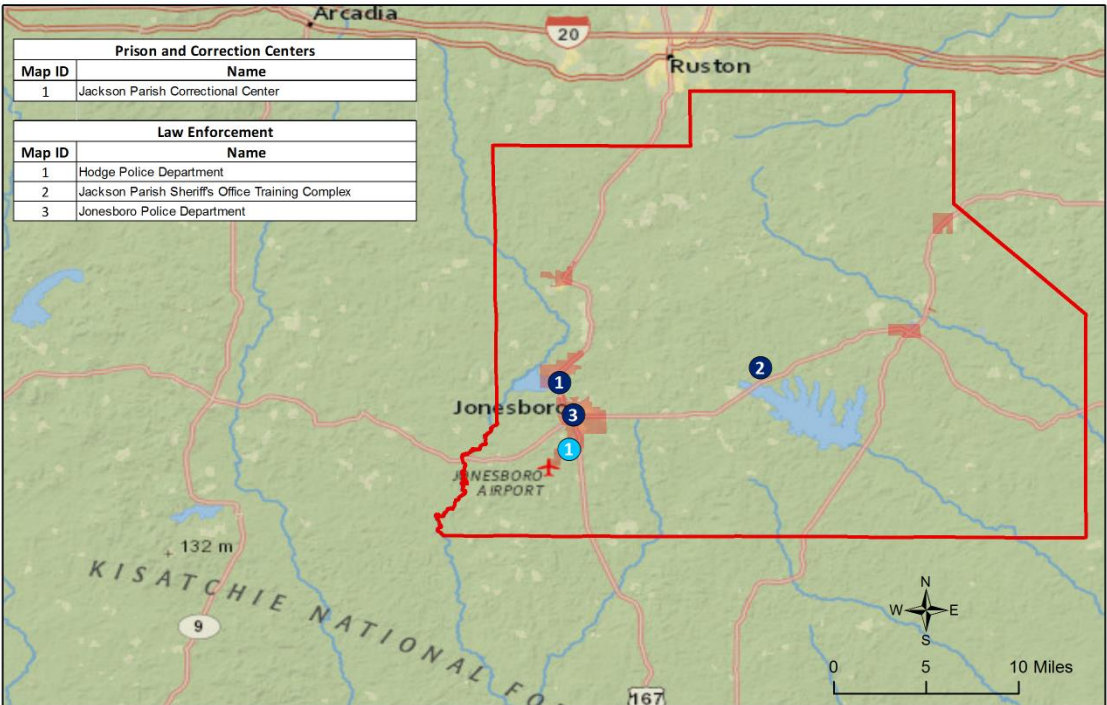 Arcadia
20
Ruston
Prison and Correction Centers
Map ID Name
1 Jackson Parish Correctional Center
Law Enforcement
Map ID Name
1 Hodge Police Department
2 Jackson Parish Sheriff's Office Training Complex
3 Jonesboro Police Department
1
2
Jonesboro
3
1
JONESBORO
AIRPORT
132 m
KISATCHIE NATIONAL FO
9
167
N
W E
S
0 5 10 Miles